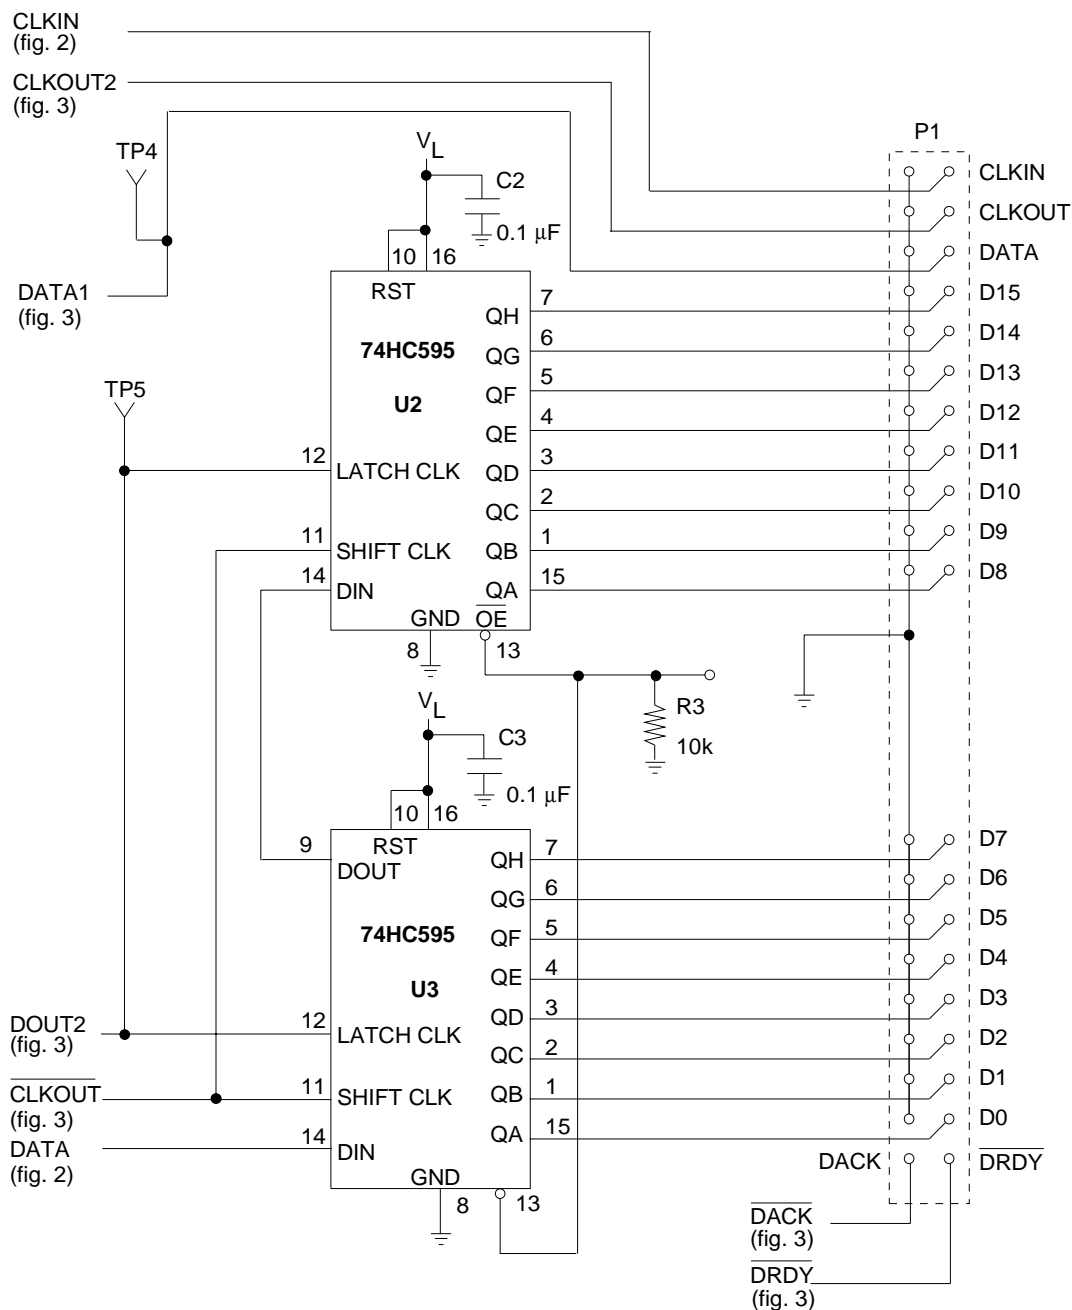 CLKIN
(fig. 2)
CLKOUT2
(fig. 3)
TP4
DATA1
(fig. 3)
VL
C2
0.1 μF
10
16
RST
74HC595
U2
TP5
12
LATCH CLK
11
SHIFT CLK
14
DIN
GND
OE
8
13
QH
7
QG
6
QF
5
QE
4
QD
3
QC
2
QB
1
QA
15
P1
CLKIN
CLKOUT
DATA
D15
D14
D13
D12
D11
D10
D9
D8
R3
10k
VL
C3
0.1 μF
10
16
RST
9
DOUT
74HC595
U3
DOUT2
(fig. 3)
12
LATCH CLK
CLKOUT
(fig. 3)
11
SHIFT CLK
DATA
(fig. 2)
14
DIN
GND
8
13
QH
7
QG
6
QF
5
QE
4
QD
3
QC
2
QB
1
QA
15
D7
D6
D5
D4
D3
D2
D1
D0
DACK
DRDY
DACK
(fig. 3)
DRDY
(fig. 3)